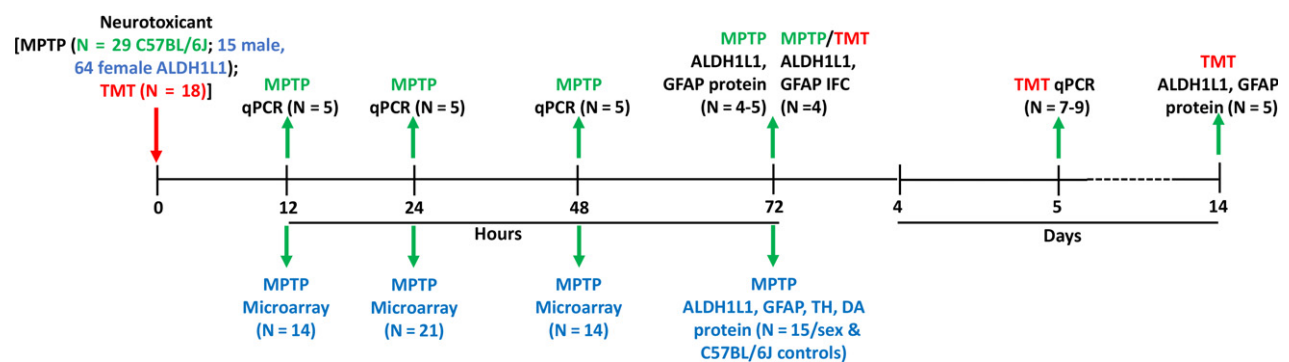 Neurotoxicant
[MPTP (N = 29 C57BL/6J; 15 male,
64 female ALDH1L1);
TMT (N = 18)]
MPTP
qPCR (N = 5)
MPTP
qPCR (N = 5)
MPTP
qPCR (N = 5)
MPTP
ALDH1L1,
GFAP protein
(N = 4-5)
MPTP/TMT
ALDH1L1,
GFAP IFC
(N =4)
TMT qPCR
(N = 7-9)
TMT
ALDH1L1, GFAP
protein (N = 5)
0
12
24
48
72
4
5
14
Hours
Days
MPTP
Microarray
(N = 14)
MPTP
Microarray
(N = 21)
MPTP
Microarray
(N = 14)
MPTP
ALDH1L1, GFAP, TH, DA
protein (N = 15/sex &
C57BL/6J controls)